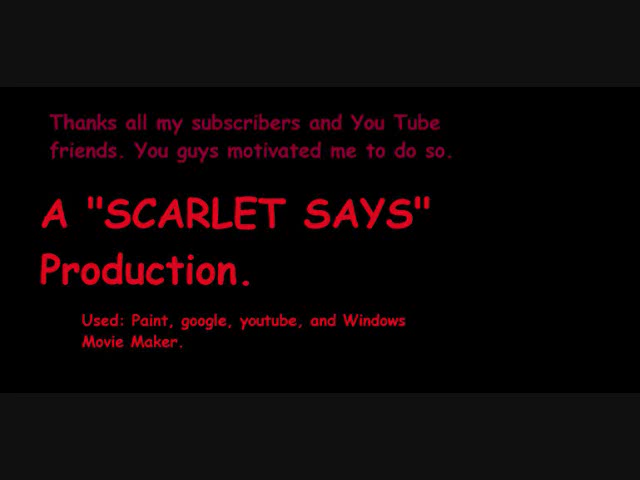 Thanks all my subscribers and You Tube
friends. You guys motivated me to do so.
A "SCARLET SAYS"
Production.
Used: Paint, google, youtube, and Windows
Movie Maker.